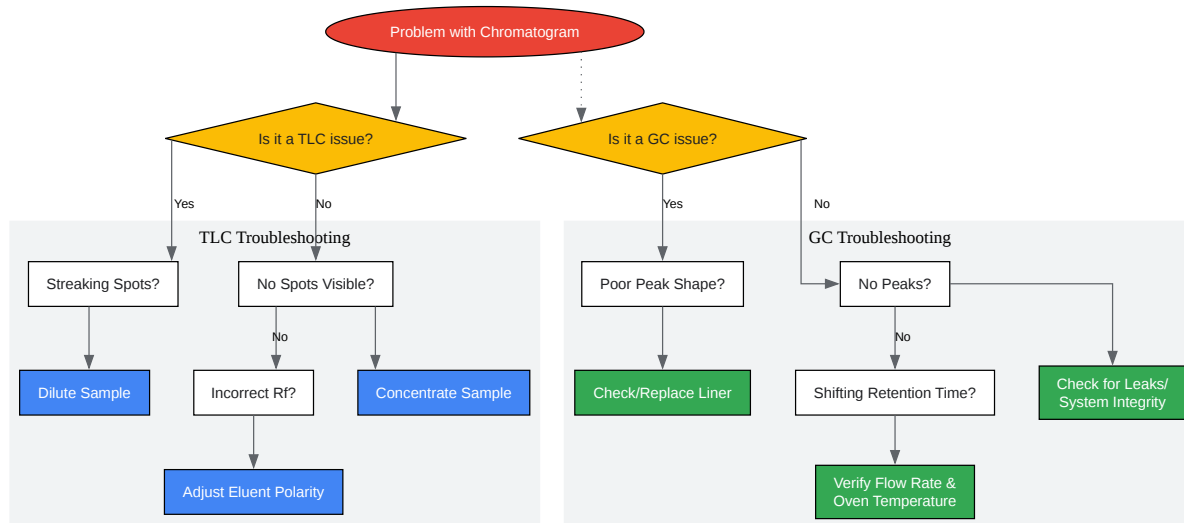 Problem with Chromatogram
Is it a TLC issue?
Is it a GC issue?
Yes
No
Yes
No
TLC Troubleshooting
GC Troubleshooting
Streaking Spots?
No Spots Visible?
Poor Peak Shape?
No Peaks?
No
No
Dilute Sample
Incorrect Rf?
Concentrate Sample
Check/Replace Liner
Shifting Retention Time?
Check for Leaks/
System Integrity
Adjust Eluent Polarity
Verify Flow Rate &
Oven Temperature